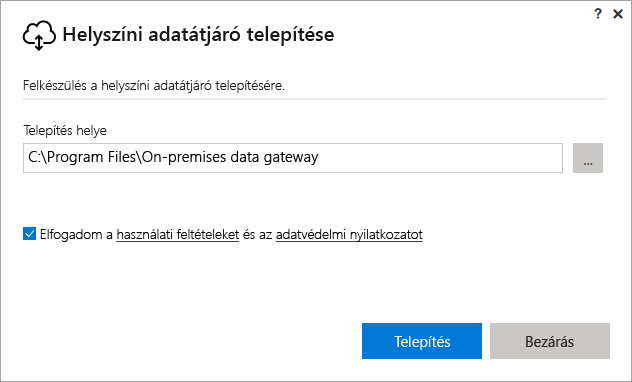 ? ×
Helyszíni adatátjáró telepítése
Felkészülés a helyszíni adatátjáró telepítésére.
Telepítés helye
C:\Program Files\On-premises data gateway
...
Elfogadom a használati feltételeket és az adatvédelmi nyilatkozatot
Telepítés
Bezárás